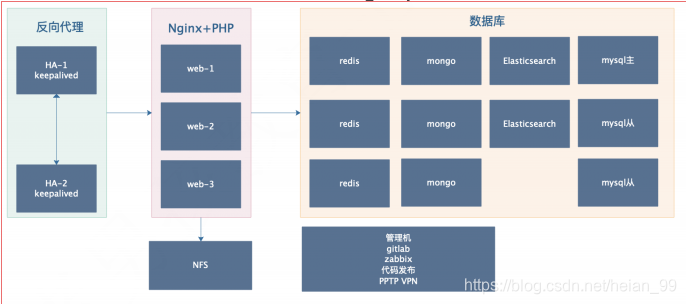 反向代理
HA-1
keepalived
HA-2
keepalived
Nginx+PHP
web-1
web-2
web-3
NFS
数据库
redis
mongo
Elasticsearch
mysql主
redis
mongo
Elasticsearch
mysql从
redis
mongo
mysql从
管理机
gitlab
zabbix
代码发布
PPTP VPN
https://blog.csdn.net/heian_99